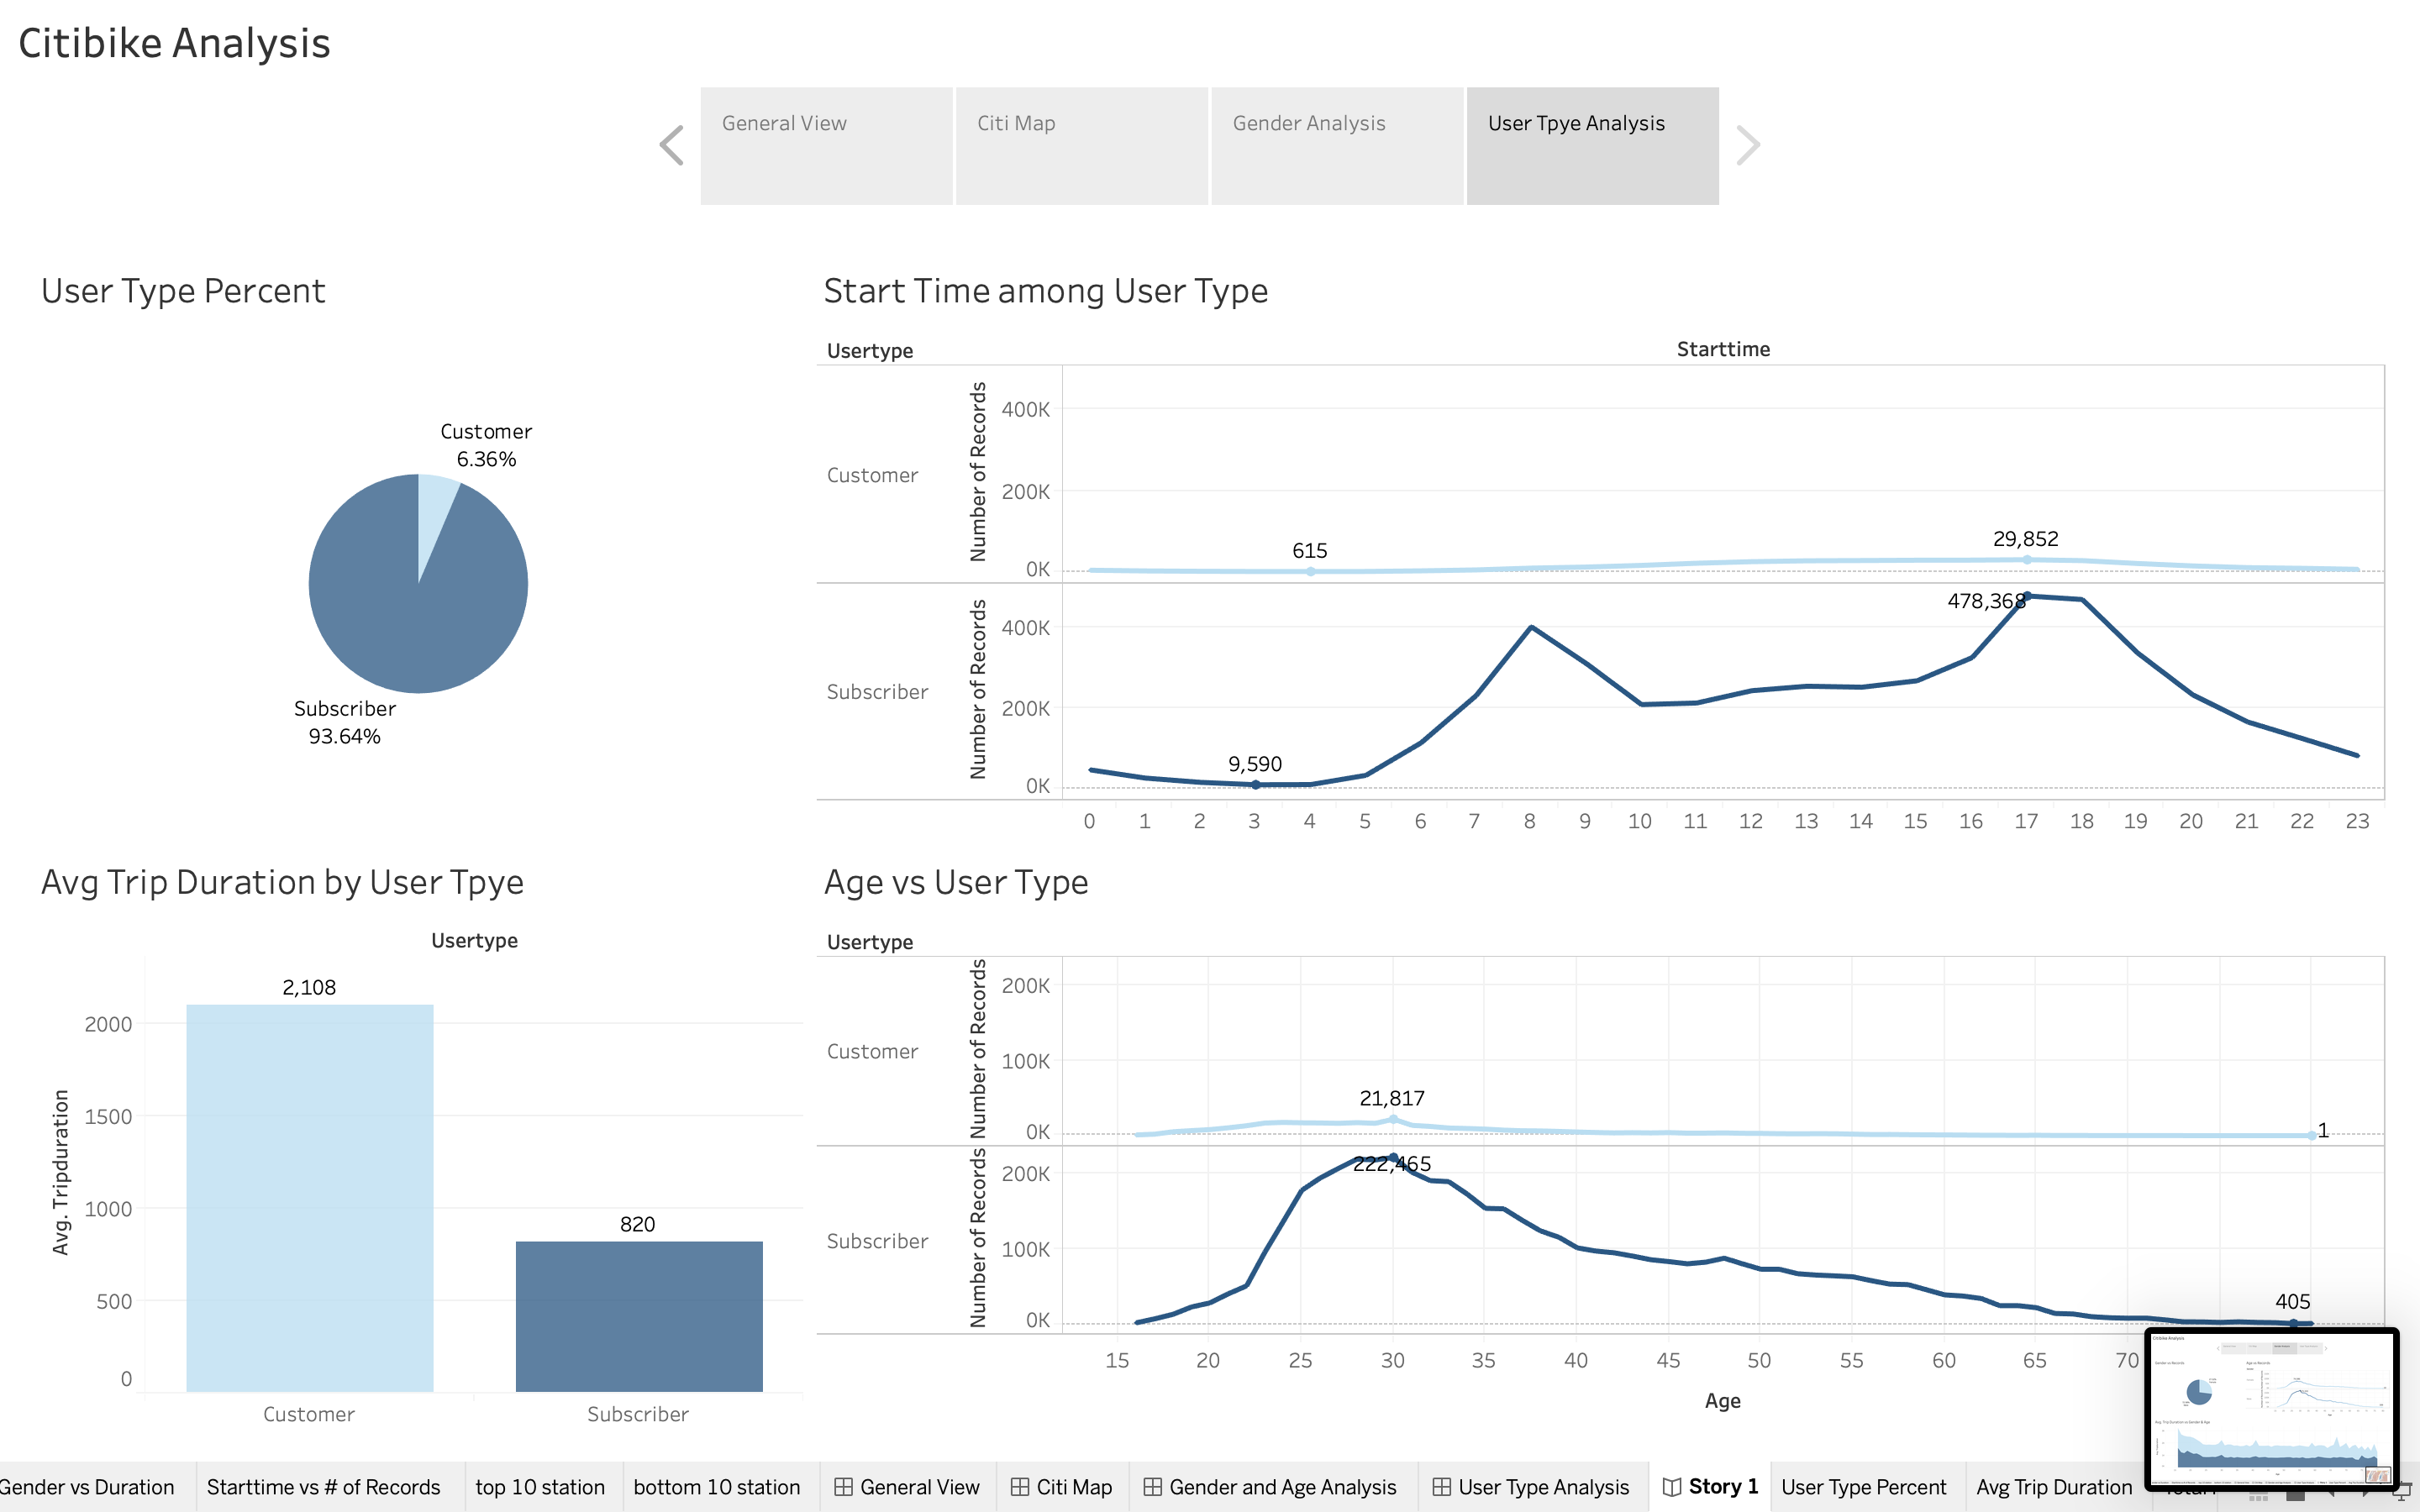 Citibike Analysis
General View
Citi Map
Gender Analysis
User Tpye Analysis
User Type Percent
Customer
6.36%
Subscriber
93.64%
Start Time among User Type
Usertype
Starttime
Customer
Number of Records
400K
200K
0K
615
29,852
Subscriber
Number of Records
400K
200K
0K
9,590
478,368
0 1 2 3 4 5 6 7 8 9 10 11 12 13 14 15 16 17 18 19 20 21 22 23
Avg Trip Duration by User Tpye
Usertype
Avg. Tripduration
2000
1500
1000
500
0
2,108
820
Customer
Subscriber
Age vs User Type
Usertype
Customer
Number of Records
200K
100K
0K
21,817
1
Subscriber
Number of Records
200K
100K
0K
222,465
405
15 20 25 30 35 40 45 50 55 60 65 70
Age
Gender vs Duration
Starttime vs # of Records
top 10 station
bottom 10 station
General View
Citi Map
Gender and Age Analysis
User Type Analysis
Story 1
User Type Percent
Avg Trip Duration